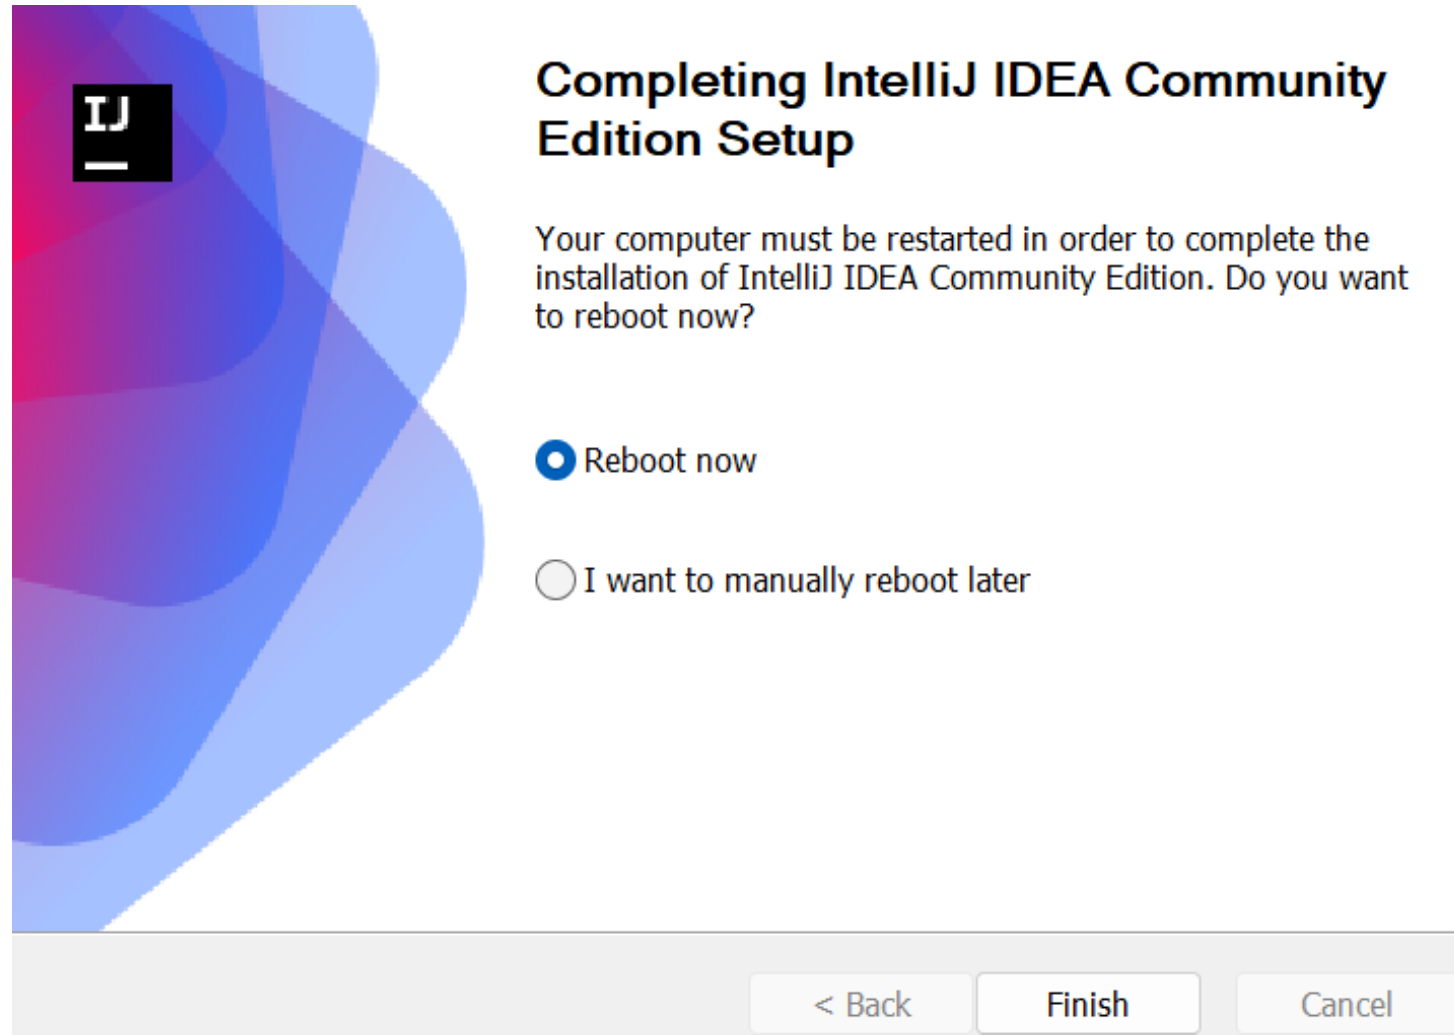 IJ
Completing IntelliJ IDEA Community
Edition Setup
Your computer must be restarted in order to complete the
installation of IntelliJ IDEA Community Edition. Do you want
to reboot now?
Reboot now
I want to manually reboot later
< Back
Finish
Cancel